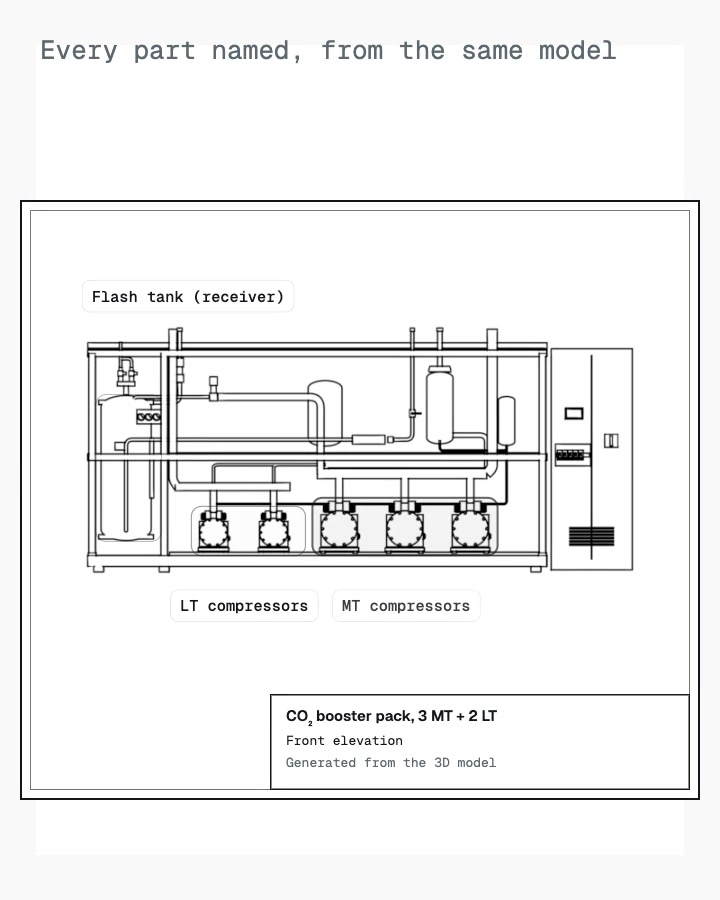 Every part named, from the same model
Flash tank (receiver)
LT compressors
MT compressors
CO₂ booster pack, 3 MT + 2 LT
Front elevation
Generated from the 3D model